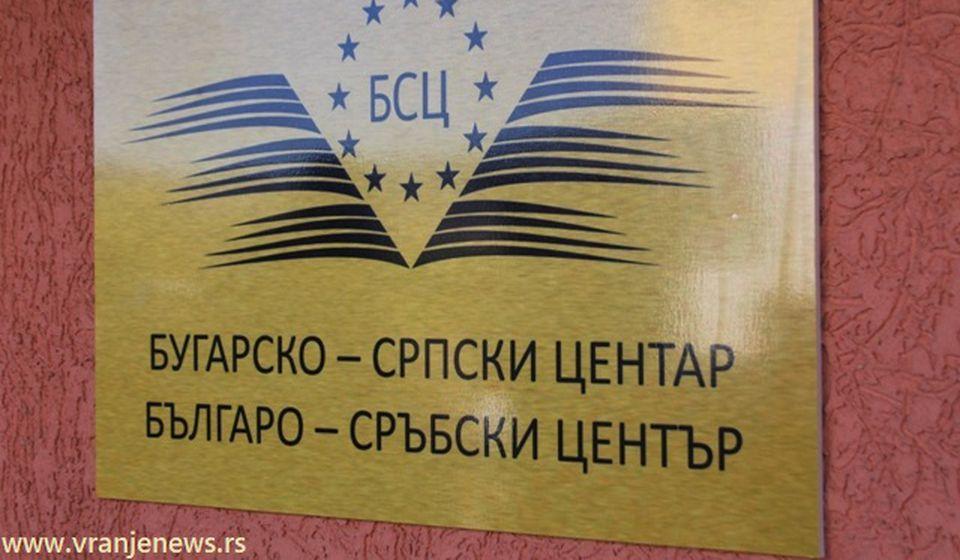 БСЦ
БУГАРСКО – СРПСКИ ЦЕНТАР
БЪЛГАРО – СРЪБСКИ ЦЕНТЪР
www.vranjenews.rs